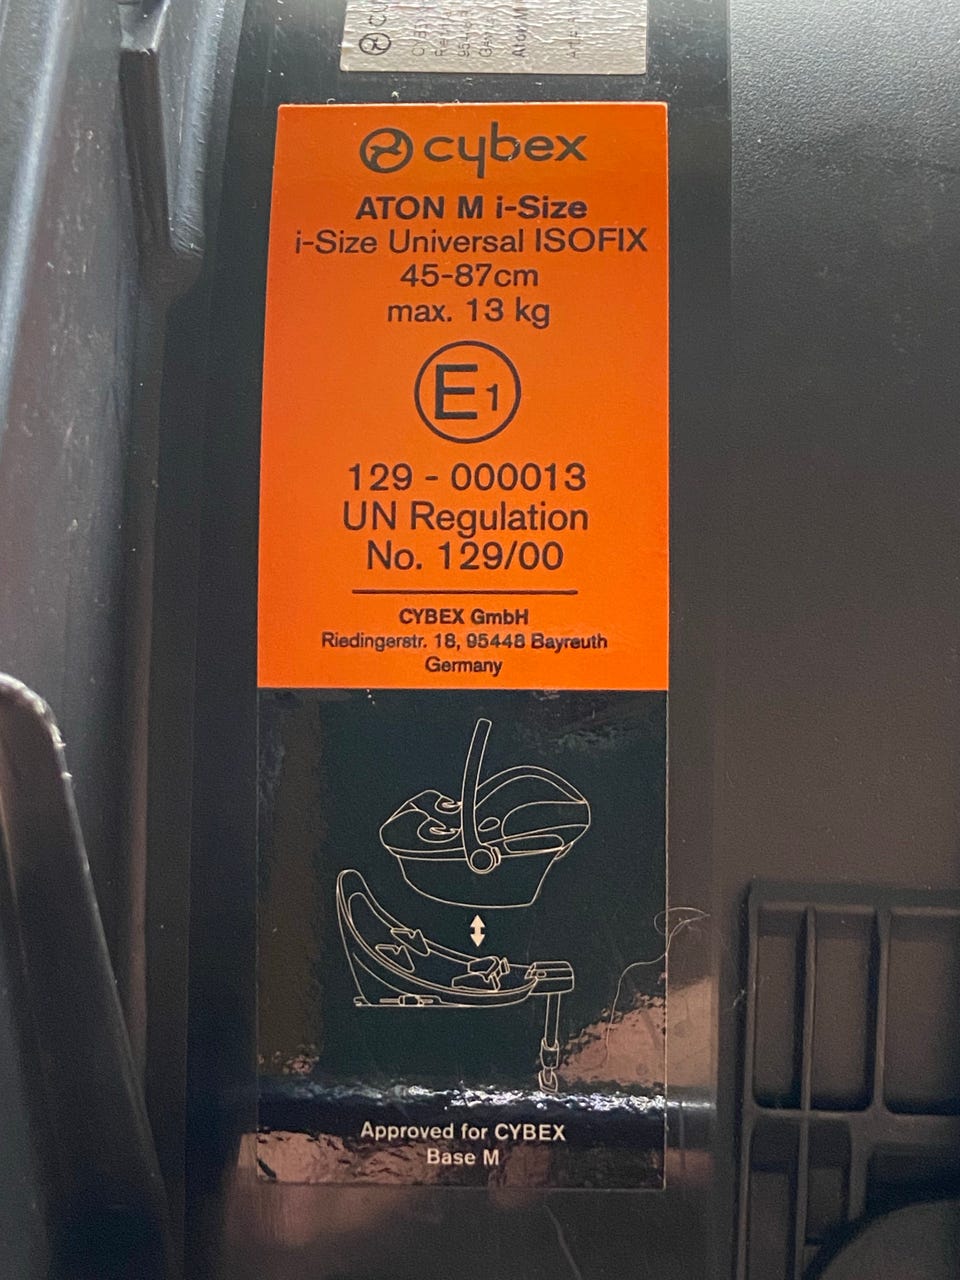 cybex
ATON M i-Size
i-Size Universal ISOFIX
45-87cm
max. 13 kg
E1
129 - 000013
UN Regulation
No. 129/00
CYBEX GmbH
Riedingerstr. 18, 95448 Bayreuth
Germany
Approved for CYBEX
Base M